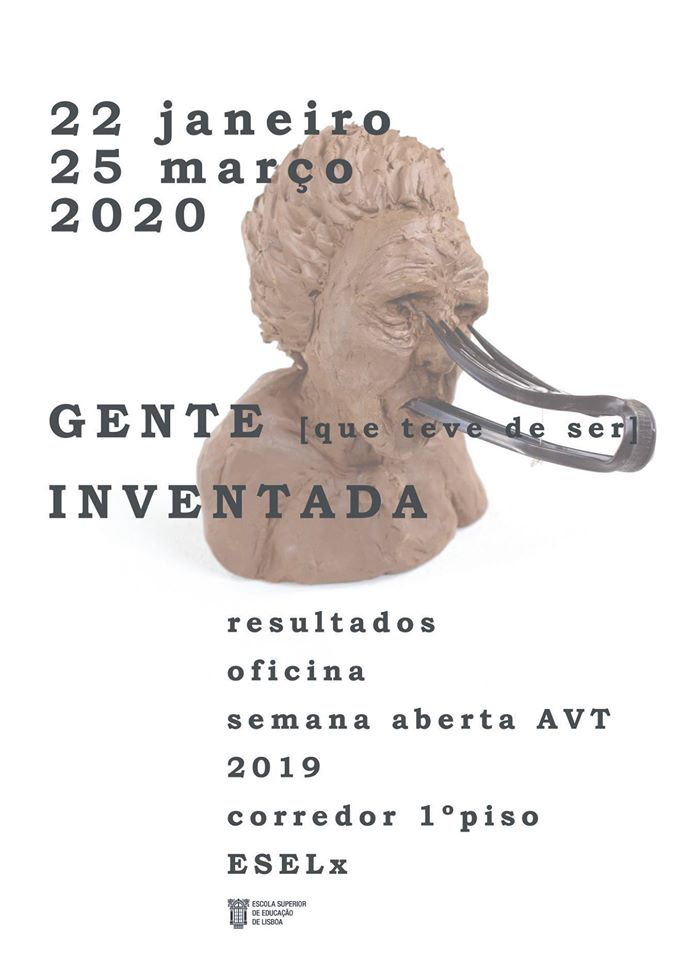 22 janeiro
25 março
2020
GENTE [que teve de ser]
INVENTADA
resultados
oficina
semana aberta AVT
2019
corredor 1ºpiso
ESELx
ESCOLA SUPERIOR
DE EDUCAÇÃO
DE LISBOA